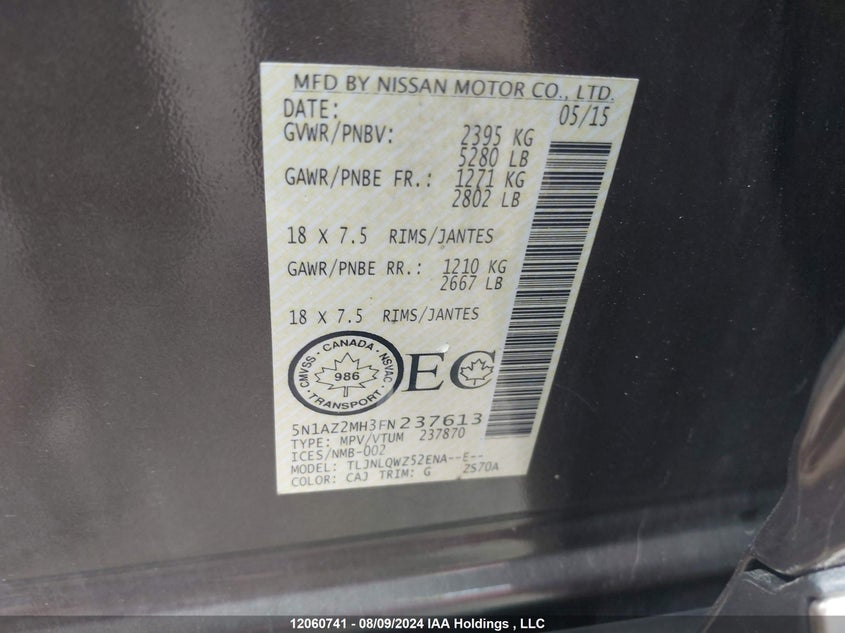 MFD BY NISSAN MOTOR CO., LTD.
DATE: 05/15
GVWR/PNBV: 2395 KG
5280 LB
GAWR/PNBE FR.: 1271 KG
2802 LB
18 X 7.5 RIMS/JANTES
GAWR/PNBE RR.: 1210 KG
2667 LB
18 X 7.5 RIMS/JANTES
CMVSS - CANADA - NSVAC
986
TRANSPORT
EC
5N1AZ2MH3FN237613
TYPE: MPV/VTUM 237870
ICES/NMB-002
MODEL: TLJNLQWZ52ENA--E--
COLOR: CAJ TRIM: G ZS70A
12060741 - 08/09/2024 IAA Holdings , LLC